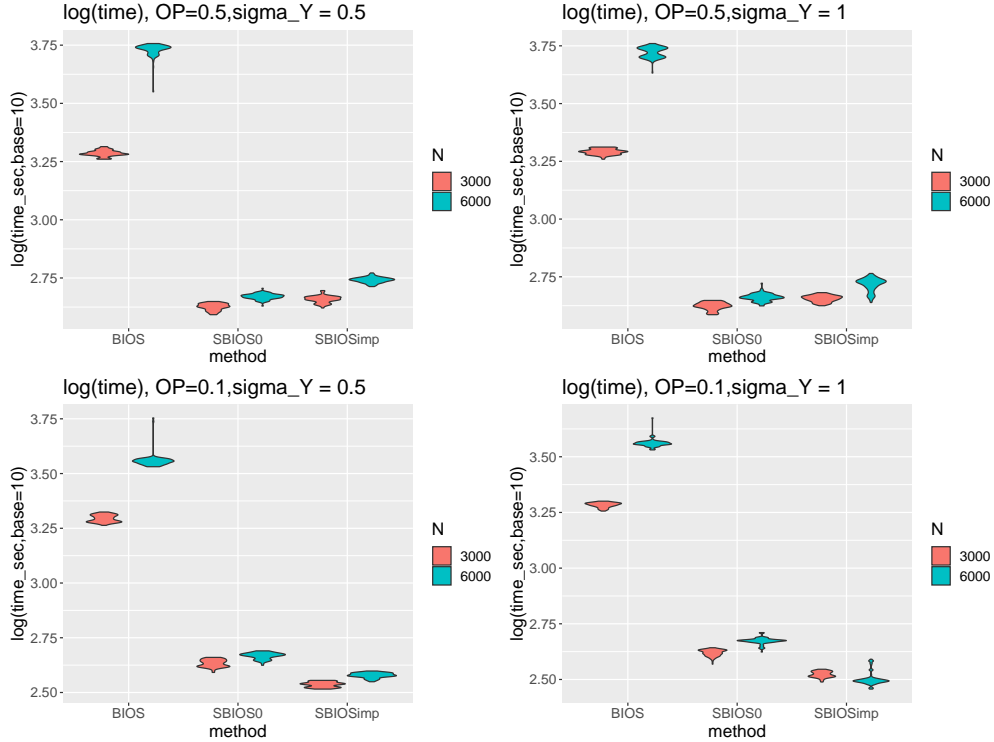 log(time), OP=0.5,sigma_Y = 0.5
3.75
3.50
3.25
3.00
2.75
log(time_sec,base=10)
BIOS
SBIOS0
SBIOSimp
method
N
3000
6000
log(time), OP=0.5,sigma_Y = 1
3.75
3.50
3.25
3.00
2.75
log(time_sec,base=10)
BIOS
SBIOS0
SBIOSimp
method
N
3000
6000
log(time), OP=0.1,sigma_Y = 0.5
3.75
3.50
3.25
3.00
2.75
2.50
log(time_sec,base=10)
BIOS
SBIOS0
SBIOSimp
method
N
3000
6000
log(time), OP=0.1,sigma_Y = 1
3.50
3.25
3.00
2.75
2.50
log(time_sec,base=10)
BIOS
SBIOS0
SBIOSimp
method
N
3000
6000